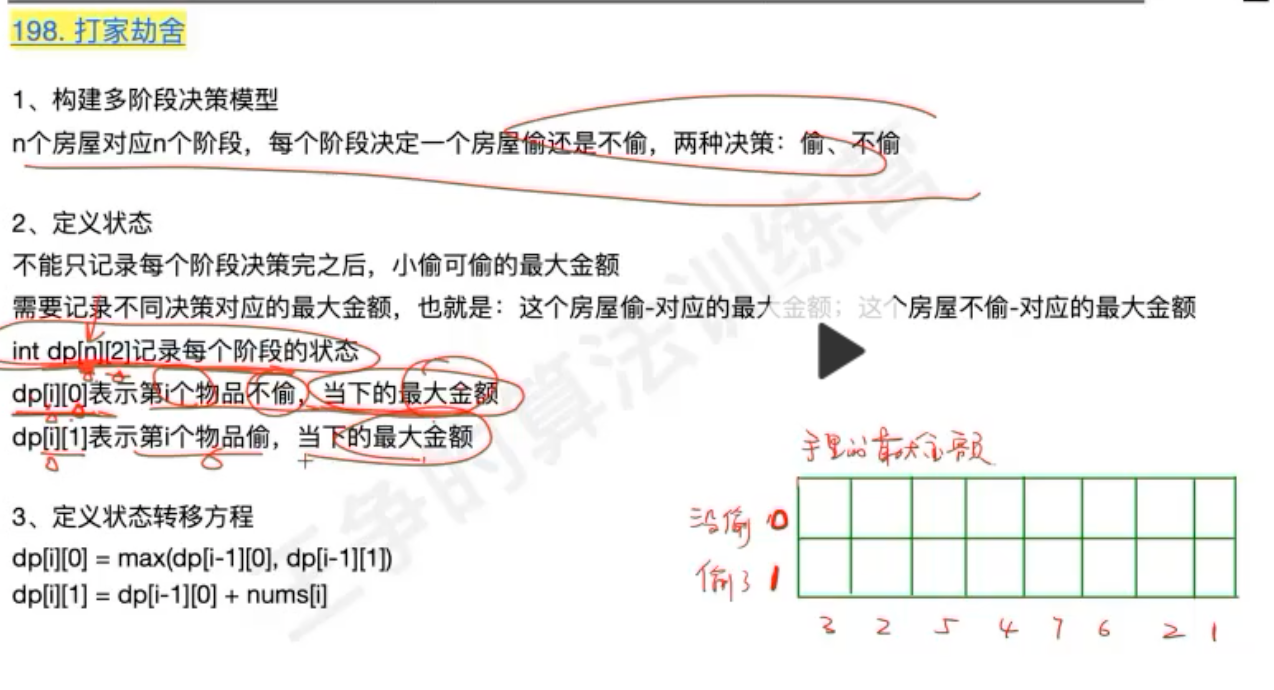 198. 打家劫舍
1、构建多阶段决策模型
n个房屋对应n个阶段，每个阶段决定一个房屋偷还是不偷，两种决策：偷、不偷
2、定义状态
不能只记录每个阶段决策完之后，小偷可偷的最大金额
需要记录不同决策对应的最大金额，也就是：这个房屋偷-对应的最大金额；这个房屋不偷-对应的最大金额
int dp[n][2]记录每个阶段的状态
dp[i][0]表示第i个物品不偷，当下的最大金额
dp[i][1]表示第i个物品偷，当下的最大金额
3、定义状态转移方程
dp[i][0] = max(dp[i-1][0], dp[i-1][1])
dp[i][1] = dp[i-1][0] + nums[i]
手里的最大金额
没偷 0
偷了 1
3 2 5 4 7 6 2 1
王争的算法训练营